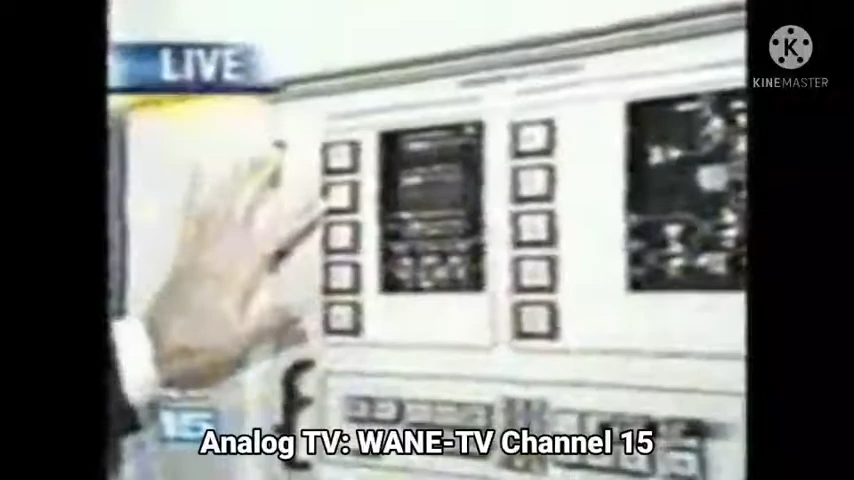 LIVE
K
KINEMASTER
15
Analog TV: WANE-TV Channel 15